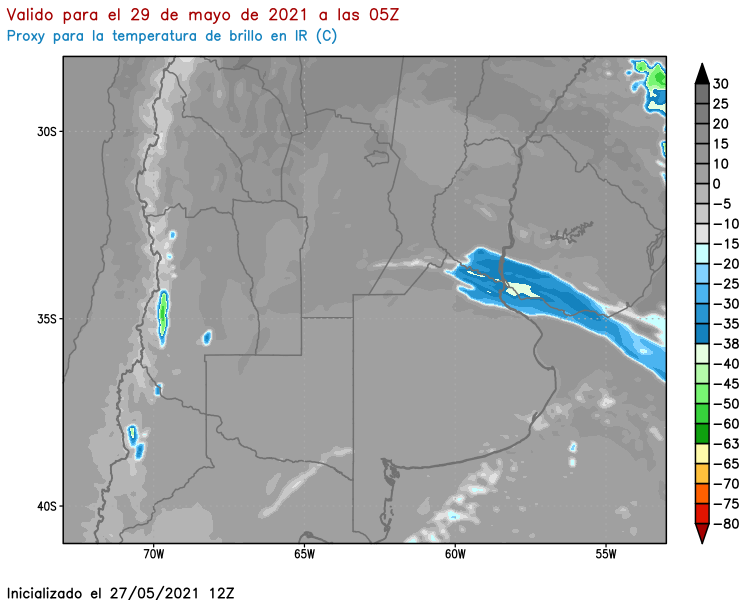 Valido para el 29 de mayo de 2021 a las 05Z
Proxy para la temperatura de brillo en IR (C)
30S
35S
40S
70W
65W
60W
55W
30
25
20
15
10
0
−5
−10
−15
−20
−30
−35
−38
−40
−45
−50
−60
−63
−65
−70
−75
−80
Inicializado el 27/05/2021 12Z